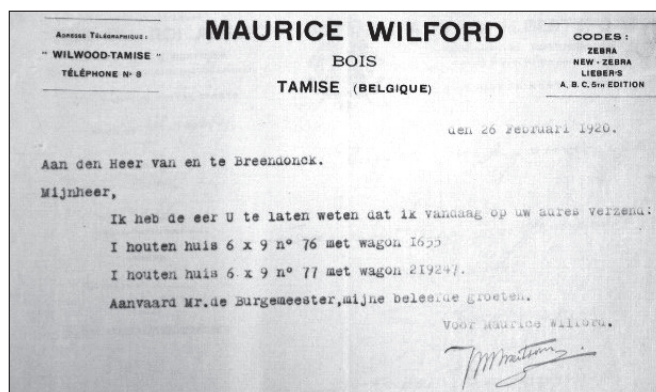 ADRESSE TÉLÉGRAPHIQUE :
" WILWOOD-TAMISE "
TÉLÉPHONE No 8
MAURICE WILFORD
BOIS
TAMISE (BELGIQUE)
CODES :
ZEBRA
NEW - ZEBRA
LIEBER'S
A. B. C. 5TH EDITION
den 26 Februari 1920.
Aan den Heer van en te Breendonck.
Mijnheer,
Ik heb de eer U te laten weten dat ik vandaag op uw adres verzend:
I houten huis 6 x 9 n° 76 met wagon I655
I houten huis 6 x 9 n° 77 met wagon 2I9247.
Aanvaard Mr.de Burgemeester,mijne beleefde groeten.
Voor Maurice Wilford.